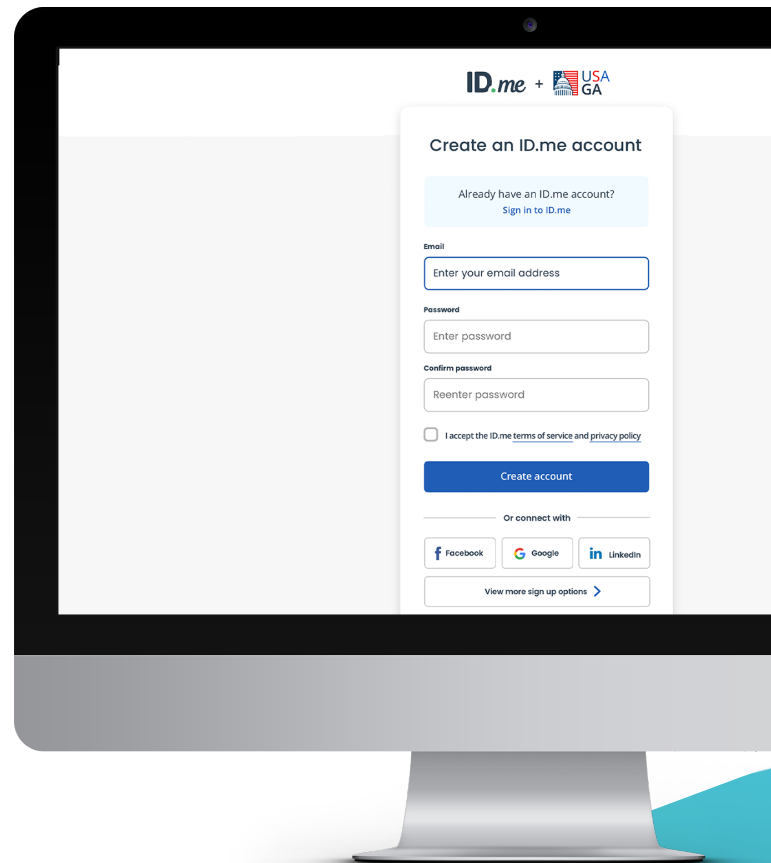 ID.me + USA
GA
Create an ID.me account
Already have an ID.me account?
Sign in to ID.me
Email
Enter your email address
Password
Enter password
Confirm password
Reenter password
I accept the ID.me terms of service and privacy policy
Create account
Or connect with
Facebook
Google
LinkedIn
View more sign up options